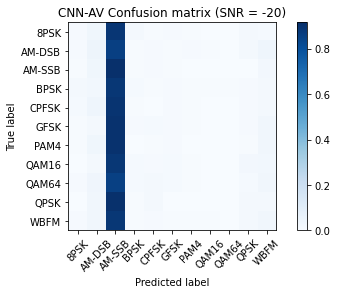 CNN-AV Confusion matrix (SNR = -20)
8PSK
AM-DSB
AM-SSB
BPSK
CPFSK
GFSK
PAM4
QAM16
QAM64
QPSK
WBFM
True label
8PSK
AM-DSB
AM-SSB
BPSK
CPFSK
GFSK
PAM4
QAM16
QAM64
QPSK
WBFM
Predicted label
0.8
0.6
0.4
0.2
0.0